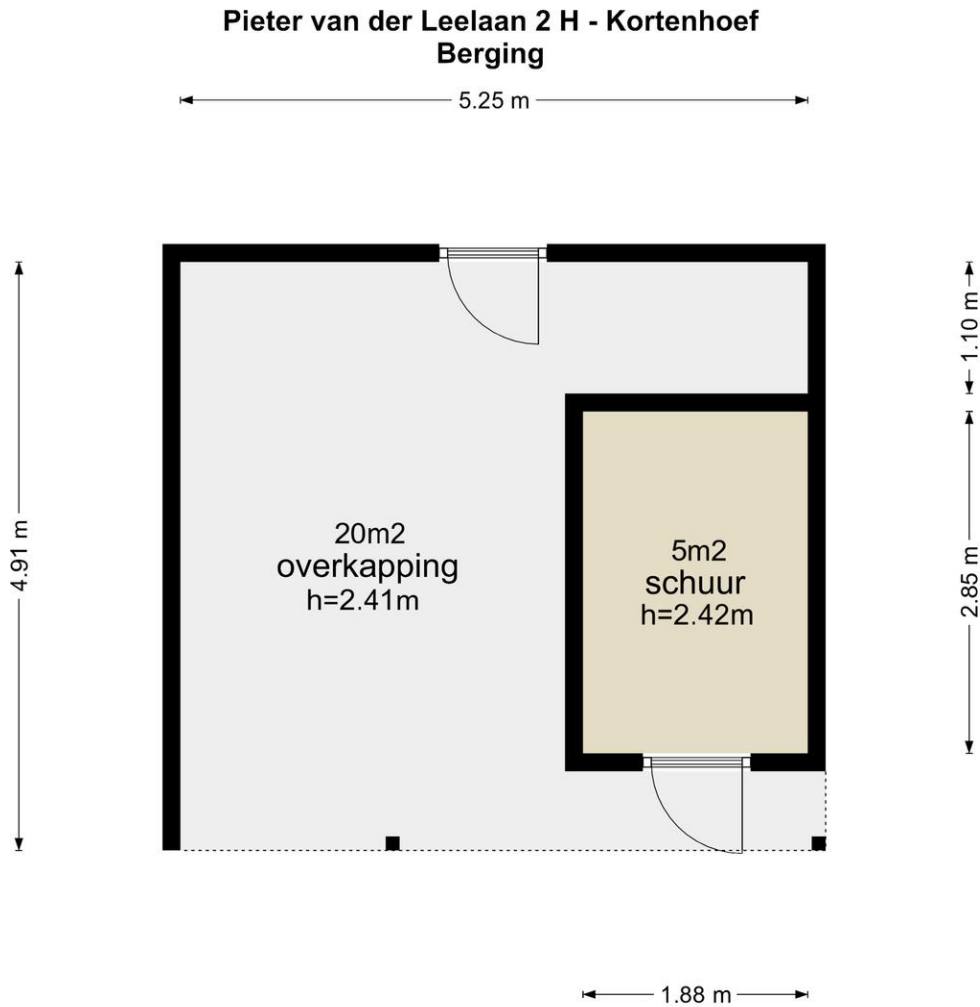 Pieter van der Leelaan 2 H - Kortenhoef
Berging
5.25 m
1.10 m
4.91 m
20m2
overkapping
h=2.41m
5m2
schuur
h=2.42m
2.85 m
1.88 m